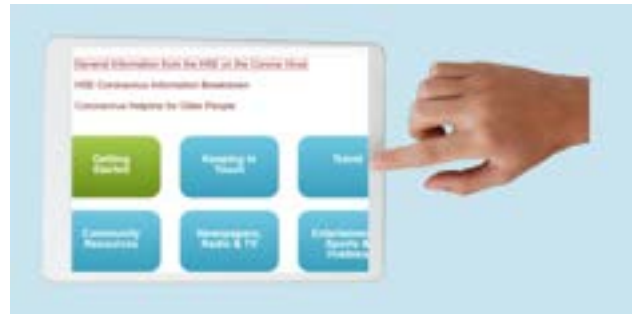 General Information from the HSE on the Corona Virus
HSE Coronavirus Information Breakdown
Coronavirus Helpline for Older People
Getting
Started
Keeping in
Touch
Travel
Community
Resources
Newspapers,
Radio & TV
Entertainment,
Sports &
Hobbies